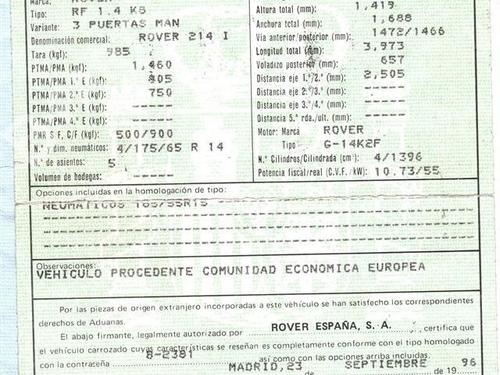 Marca: ROVER
Tipo: RF 1.4 K8
Variante: 3 PUERTAS MAN
Denominación comercial: ROVER 214 I
Tara (kgf): 985
PTMA/PMA (kgf): 1,460
PTMA/PMA 1.º E (kgf): 805
PTMA/PMA 2.º E (kgf): 750
PTMA/PMA 3.º E (kgf): -----
PTMA/PMA 4.º E (kgf): -----
PMR S F, C/F (kgf): 500/900
N.º y dim. neumáticos: 4/175/65 R 14
N.º de asientos: 5
Volumen de bodegas: -----
Altura total (mm): 1,419
Anchura total (mm): 1,688
Vía anterior/posterior (mm): 1472/1466
Longitud total (mm): 3,973
Voladizo posterior (mm): 657
Distancia eje 1.º/2.º (mm): 2,505
Distancia eje 2.º/3.º (mm): -----
Distancia eje 3.º/4.º (mm): -----
Distancia 5.ª rda./ult. (mm): -----
Motor: Marca ROVER
Tipo G-14K2F
N.º Cilindros/Cilindrada (cm³): 4/1396
Potencia fiscal/real (C.V.F. / kW): 10.73/55
Opciones incluidas en la homologación de tipo:
NEUMATICOS 185/55R15
Observaciones:
VEHICULO PROCEDENTE COMUNIDAD ECONOMICA EUROPEA
Por las piezas de origen extranjero incorporadas a este vehículo se han satisfecho los correspondientes
derechos de Aduanas.
El abajo firmante, legalmente autorizado por ROVER ESPAÑA, S. A. , certifica que
el vehículo carrozado cuyas características se reseñan es completamente conforme con el tipo homologado
con la contraseña B-2381 así como con las opciones arriba incluidas.
MADRID, 23 de SEPTIEMBRE de 19 96